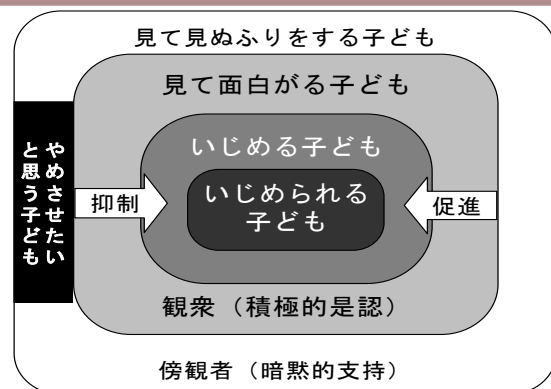 見て見ぬふりをする子ども
見て面白がる子ども
いじめる子ども
いじめられる
子ども
やめさせたい
と思う子ども
抑制
促進
観衆（積極的是認）
傍観者（暗黙的支持）